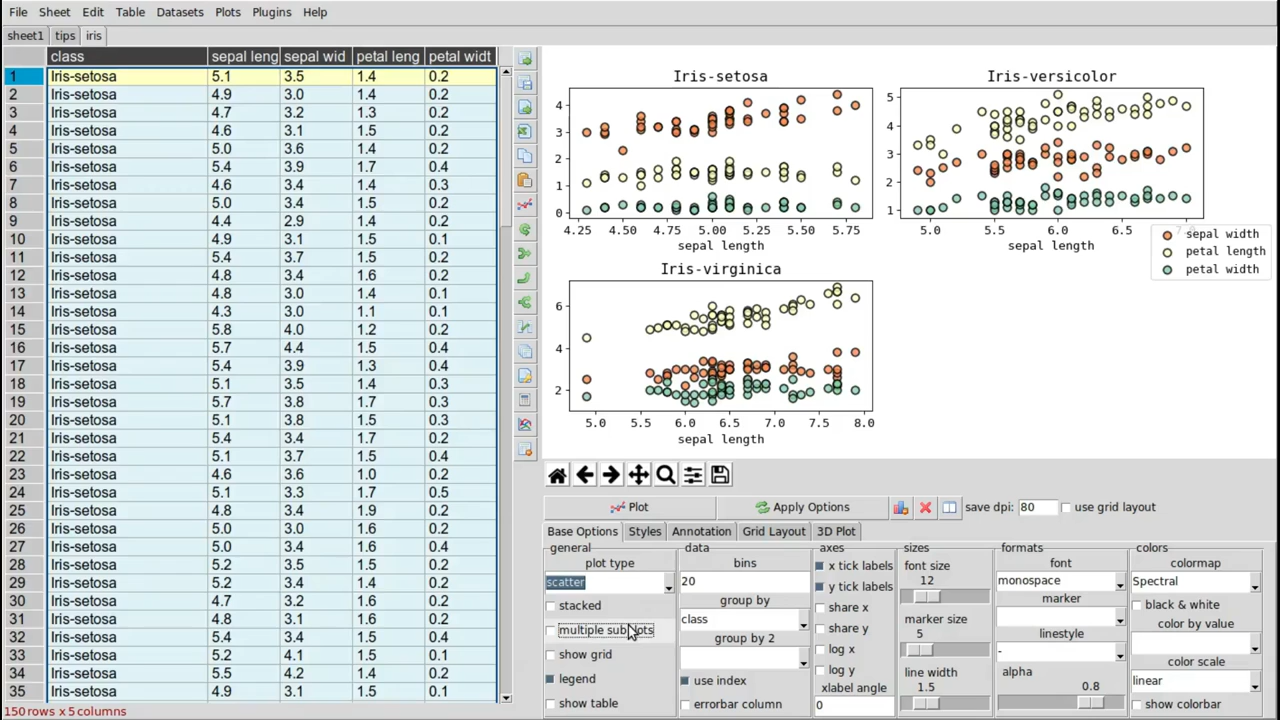 File Sheet Edit Table Datasets Plots Plugins Help
sheet1 tips iris
class sepal leng sepal wid petal leng petal widt
1 Iris-setosa 5.1 3.5 1.4 0.2
2 Iris-setosa 4.9 3.0 1.4 0.2
3 Iris-setosa 4.7 3.2 1.3 0.2
4 Iris-setosa 4.6 3.1 1.5 0.2
5 Iris-setosa 5.0 3.6 1.4 0.2
6 Iris-setosa 5.4 3.9 1.7 0.4
7 Iris-setosa 4.6 3.4 1.4 0.3
8 Iris-setosa 5.0 3.4 1.5 0.2
9 Iris-setosa 4.4 2.9 1.4 0.2
10 Iris-setosa 4.9 3.1 1.5 0.1
11 Iris-setosa 5.4 3.7 1.5 0.2
12 Iris-setosa 4.8 3.4 1.6 0.2
13 Iris-setosa 4.8 3.0 1.4 0.1
14 Iris-setosa 4.3 3.0 1.1 0.1
15 Iris-setosa 5.8 4.0 1.2 0.2
16 Iris-setosa 5.7 4.4 1.5 0.4
17 Iris-setosa 5.4 3.9 1.3 0.4
18 Iris-setosa 5.1 3.5 1.4 0.3
19 Iris-setosa 5.7 3.8 1.7 0.3
20 Iris-setosa 5.1 3.8 1.5 0.3
21 Iris-setosa 5.4 3.4 1.7 0.2
22 Iris-setosa 5.1 3.7 1.5 0.4
23 Iris-setosa 4.6 3.6 1.0 0.2
24 Iris-setosa 5.1 3.3 1.7 0.5
25 Iris-setosa 4.8 3.4 1.9 0.2
26 Iris-setosa 5.0 3.0 1.6 0.2
27 Iris-setosa 5.0 3.4 1.6 0.4
28 Iris-setosa 5.2 3.5 1.5 0.2
29 Iris-setosa 5.2 3.4 1.4 0.2
30 Iris-setosa 4.7 3.2 1.6 0.2
31 Iris-setosa 4.8 3.1 1.6 0.2
32 Iris-setosa 5.4 3.4 1.5 0.4
33 Iris-setosa 5.2 4.1 1.5 0.1
34 Iris-setosa 5.5 4.2 1.4 0.2
35 Iris-setosa 4.9 3.1 1.5 0.1
150 rows x 5 columns
Iris-setosa
4
3
2
1
0
4.25 4.50 4.75 5.00 5.25 5.50 5.75
sepal length
Iris-versicolor
5
4
3
2
1
5.0 5.5 6.0 6.5 7.0
sepal length
sepal width
petal length
petal width
Iris-virginica
6
4
2
5.0 5.5 6.0 6.5 7.0 7.5 8.0
sepal length
Plot Apply Options save dpi: 80 use grid layout
Base Options Styles Annotation Grid Layout 3D Plot
general
plot type
scatter
stacked
multiple subplots
show grid
legend
show table
data
bins
20
group by
class
group by 2
use index
errorbar column
axes
x tick labels
y tick labels
share x
share y
log x
log y
xlabel angle
0
sizes
font size
12
marker size
5
line width
1.5
formats
font
monospace
marker
linestyle
-
alpha
0.8
colors
colormap
Spectral
black & white
color by value
color scale
linear
show colorbar